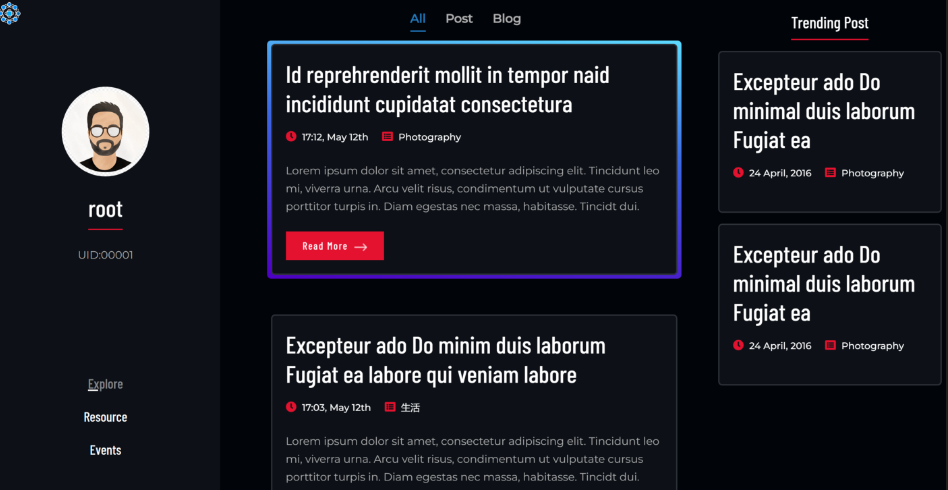 root
UID:00001
Explore
Resource
Events
All Post Blog
Id reprehrenderit mollit in tempor naid
incididunt cupidatat consectetura
17:12, May 12th Photography
Lorem ipsum dolor sit amet, consectetur adipiscing elit. Tincidunt leo
mi, viverra urna. Arcu velit risus, condimentum ut vulputate cursus
porttitor turpis in. Diam egestas nec massa, habitasse. Tincidt dui.
Read More
Excepteur ado Do minim duis laborum
Fugiat ea labore qui veniam labore
17:03, May 12th 生活
Lorem ipsum dolor sit amet, consectetur adipiscing elit. Tincidunt leo
mi, viverra urna. Arcu velit risus, condimentum ut vulputate cursus
porttitor turpis in. Diam egestas nec massa, habitasse. Tincidt dui.
Trending Post
Excepteur ado Do
minimal duis laborum
Fugiat ea
24 April, 2016 Photography
Excepteur ado Do
minimal duis laborum
Fugiat ea
24 April, 2016 Photography